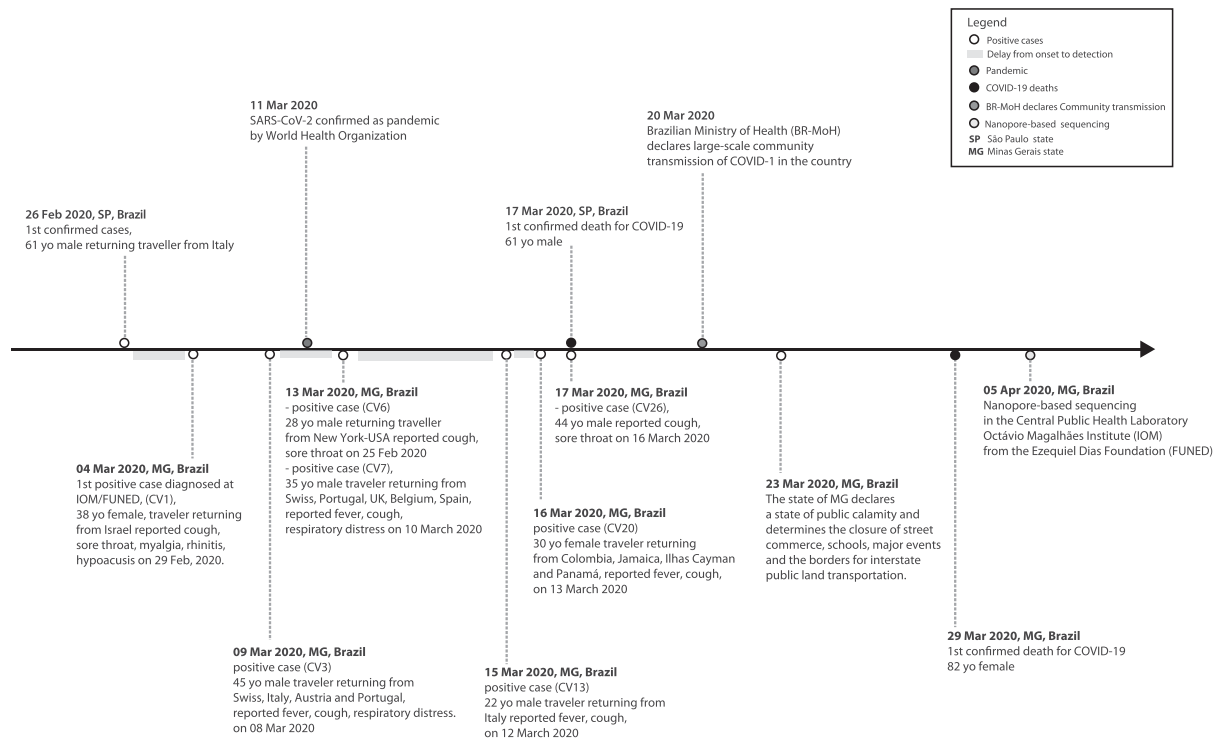 Legend
Positive cases
Delay from onset to detection
Pandemic
COVID-19 deaths
BR-MoH declares Community transmission
Nanopore-based sequencing
SP São Paulo state
MG Minas Gerais state
11 Mar 2020
SARS-CoV-2 confirmed as pandemic
by World Health Organization
20 Mar 2020
Brazilian Ministry of Health (BR-MoH)
declares large-scale community
transmission of COVID-1 in the country
26 Feb 2020, SP, Brazil
1st confirmed cases,
61 yo male returning traveller from Italy
17 Mar 2020, SP, Brazil
1st confirmed death for COVID-19
61 yo male
04 Mar 2020, MG, Brazil
1st positive case diagnosed at
IOM/FUNED, (CV1),
38 yo female, traveler returning
from Israel reported cough,
sore throat, myalgia, rhinitis,
hypoacusis on 29 Feb, 2020.
09 Mar 2020, MG, Brazil
positive case (CV3)
45 yo male traveler returning from
Swiss, Italy, Austria and Portugal,
reported fever, cough, respiratory distress.
on 08 Mar 2020
13 Mar 2020, MG, Brazil
- positive case (CV6)
28 yo male returning traveller
from New York-USA reported cough,
sore throat on 25 Feb 2020
- positive case (CV7),
35 yo male traveler returning from
Swiss, Portugal, UK, Belgium, Spain,
reported fever, cough,
respiratory distress on 10 March 2020
15 Mar 2020, MG, Brazil
positive case (CV13)
22 yo male traveler returning from
Italy reported fever, cough,
on 12 March 2020
16 Mar 2020, MG, Brazil
positive case (CV20)
30 yo female traveler returning
from Colombia, Jamaica, Ilhas Cayman
and Panamá, reported fever, cough,
on 13 March 2020
17 Mar 2020, MG, Brazil
- positive case (CV26),
44 yo male reported cough,
sore throat on 16 March 2020
23 Mar 2020, MG, Brazil
The state of MG declares
a state of public calamity and
determines the closure of street
commerce, schools, major events
and the borders for interstate
public land transportation.
29 Mar 2020, MG, Brazil
1st confirmed death for COVID-19
82 yo female
05 Apr 2020, MG, Brazil
Nanopore-based sequencing
in the Central Public Health Laboratory
Octávio Magalhães Institute (IOM)
from the Ezequiel Dias Foundation (FUNED)